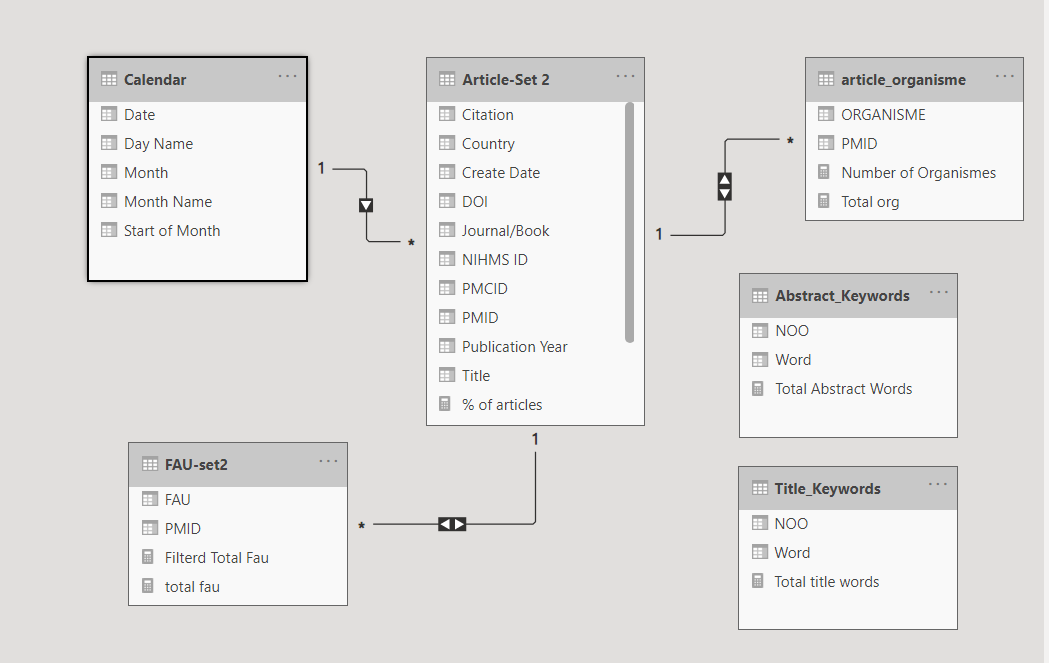 Calendar
Date
Day Name
Month
Month Name
Start of Month
1
*
Article-Set 2
Citation
Country
Create Date
DOI
Journal/Book
NIHMS ID
PMCID
PMID
Publication Year
Title
% of articles
1
*
article_organisme
ORGANISME
PMID
Number of Organismes
Total org
Abstract_Keywords
NOO
Word
Total Abstract Words
1
*
FAU-set2
FAU
PMID
Filterd Total Fau
total fau
Title_Keywords
NOO
Word
Total title words